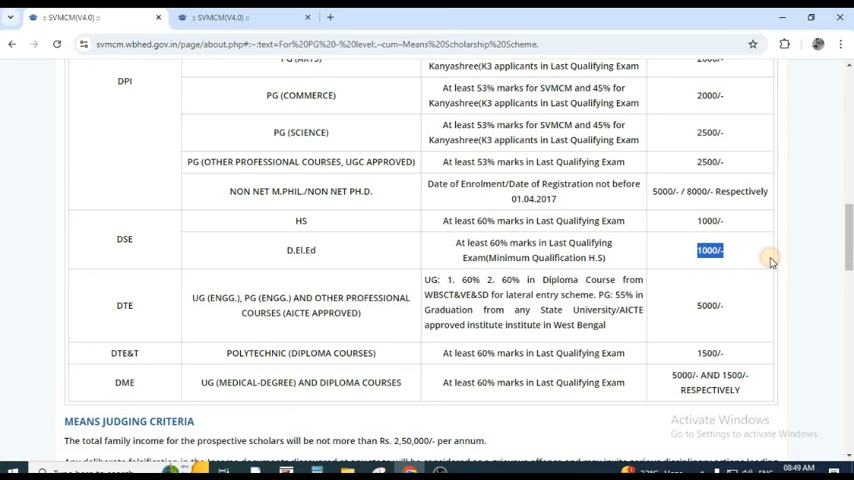 :: SVMCM(V4.0) ::
:: SVMCM(V4.0) ::
svmcm.wbhed.gov.in/page/about.php#:~:text=For%20PG%20-%20level:,–cum–Means%20Scholarship%20Scheme.
Kanyashree(K3 applicants in Last Qualifying Exam
DPI
PG (COMMERCE)
At least 53% marks for SVMCM and 45% for
Kanyashree(K3 applicants in Last Qualifying Exam
2000/-
PG (SCIENCE)
At least 53% marks for SVMCM and 45% for
Kanyashree(K3 applicants in Last Qualifying Exam
2500/-
PG (OTHER PROFESSIONAL COURSES, UGC APPROVED)
At least 53% marks in Last Qualifying Exam
2500/-
NON NET M.PHIL./NON NET PH.D.
Date of Enrolment/Date of Registration not before
01.04.2017
5000/- / 8000/- Respectively
DSE
HS
At least 60% marks in Last Qualifying Exam
1000/-
D.El.Ed
At least 60% marks in Last Qualifying
Exam(Minimum Qualification H.S)
1000/-
DTE
UG (ENGG.), PG (ENGG.) AND OTHER PROFESSIONAL
COURSES (AICTE APPROVED)
UG: 1. 60% 2. 60% in Diploma Course from
WBSCT&VE&SD for lateral entry scheme. PG: 55% in
Graduation from any State University/AICTE
approved institute institute in West Bengal
5000/-
DTE&T
POLYTECHNIC (DIPLOMA COURSES)
At least 60% marks in Last Qualifying Exam
1500/-
DME
UG (MEDICAL-DEGREE) AND DIPLOMA COURSES
At least 60% marks in Last Qualifying Exam
5000/- AND 1500/-
RESPECTIVELY
MEANS JUDGING CRITERIA
The total family income for the prospective scholars will be not more than Rs. 2,50,000/- per annum.
Activate Windows
Go to Settings to activate Windows.
Type here to search
ENG
08:49 AM